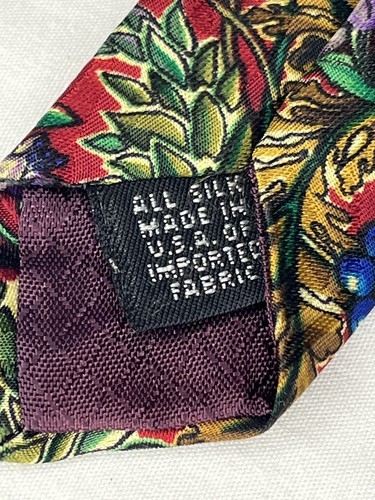 ALL SILK
MADE IN
U.S.A. OF
IMPORTED
FABRIC